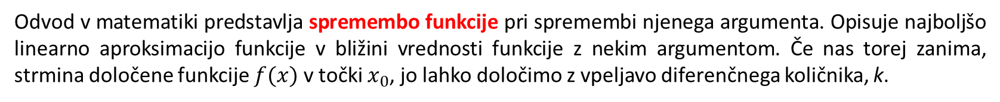 Odvod v matematiki predstavlja spremembo funkcije pri spremembi njenega argumenta. Opisuje najboljšo
linearno aproksimacijo funkcije v bližini vrednosti funkcije z nekim argumentom. Če nas torej zanima,
strmina določene funkcije f(x) v točki x₀, jo lahko določimo z vpeljavo diferenčnega količnika, k.